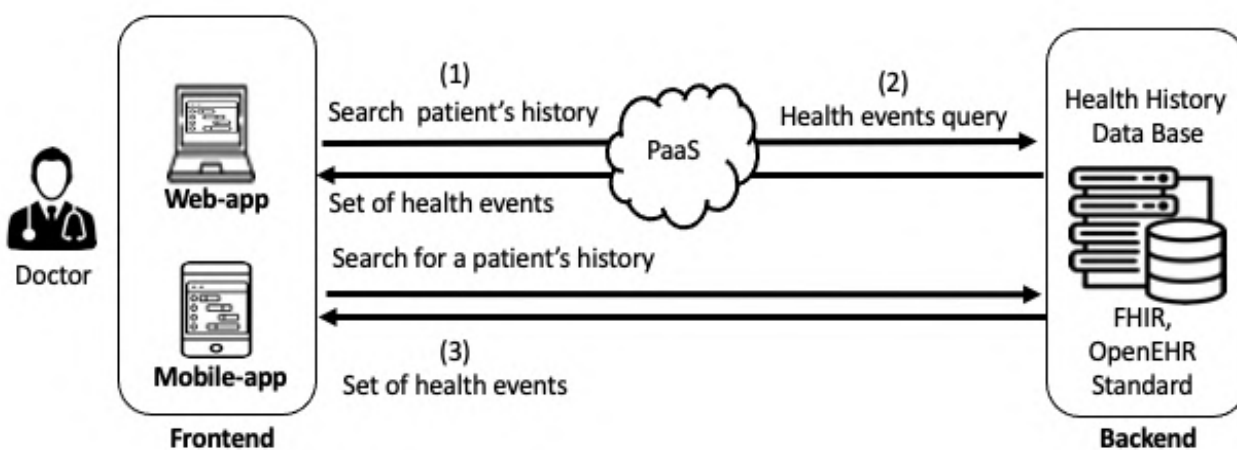 Doctor
Web-app
Mobile-app
Frontend
(1)
Search patient's history
Set of health events
PaaS
(2)
Health events query
Search for a patient's history
(3)
Set of health events
Health History
Data Base
FHIR,
OpenEHR
Standard
Backend